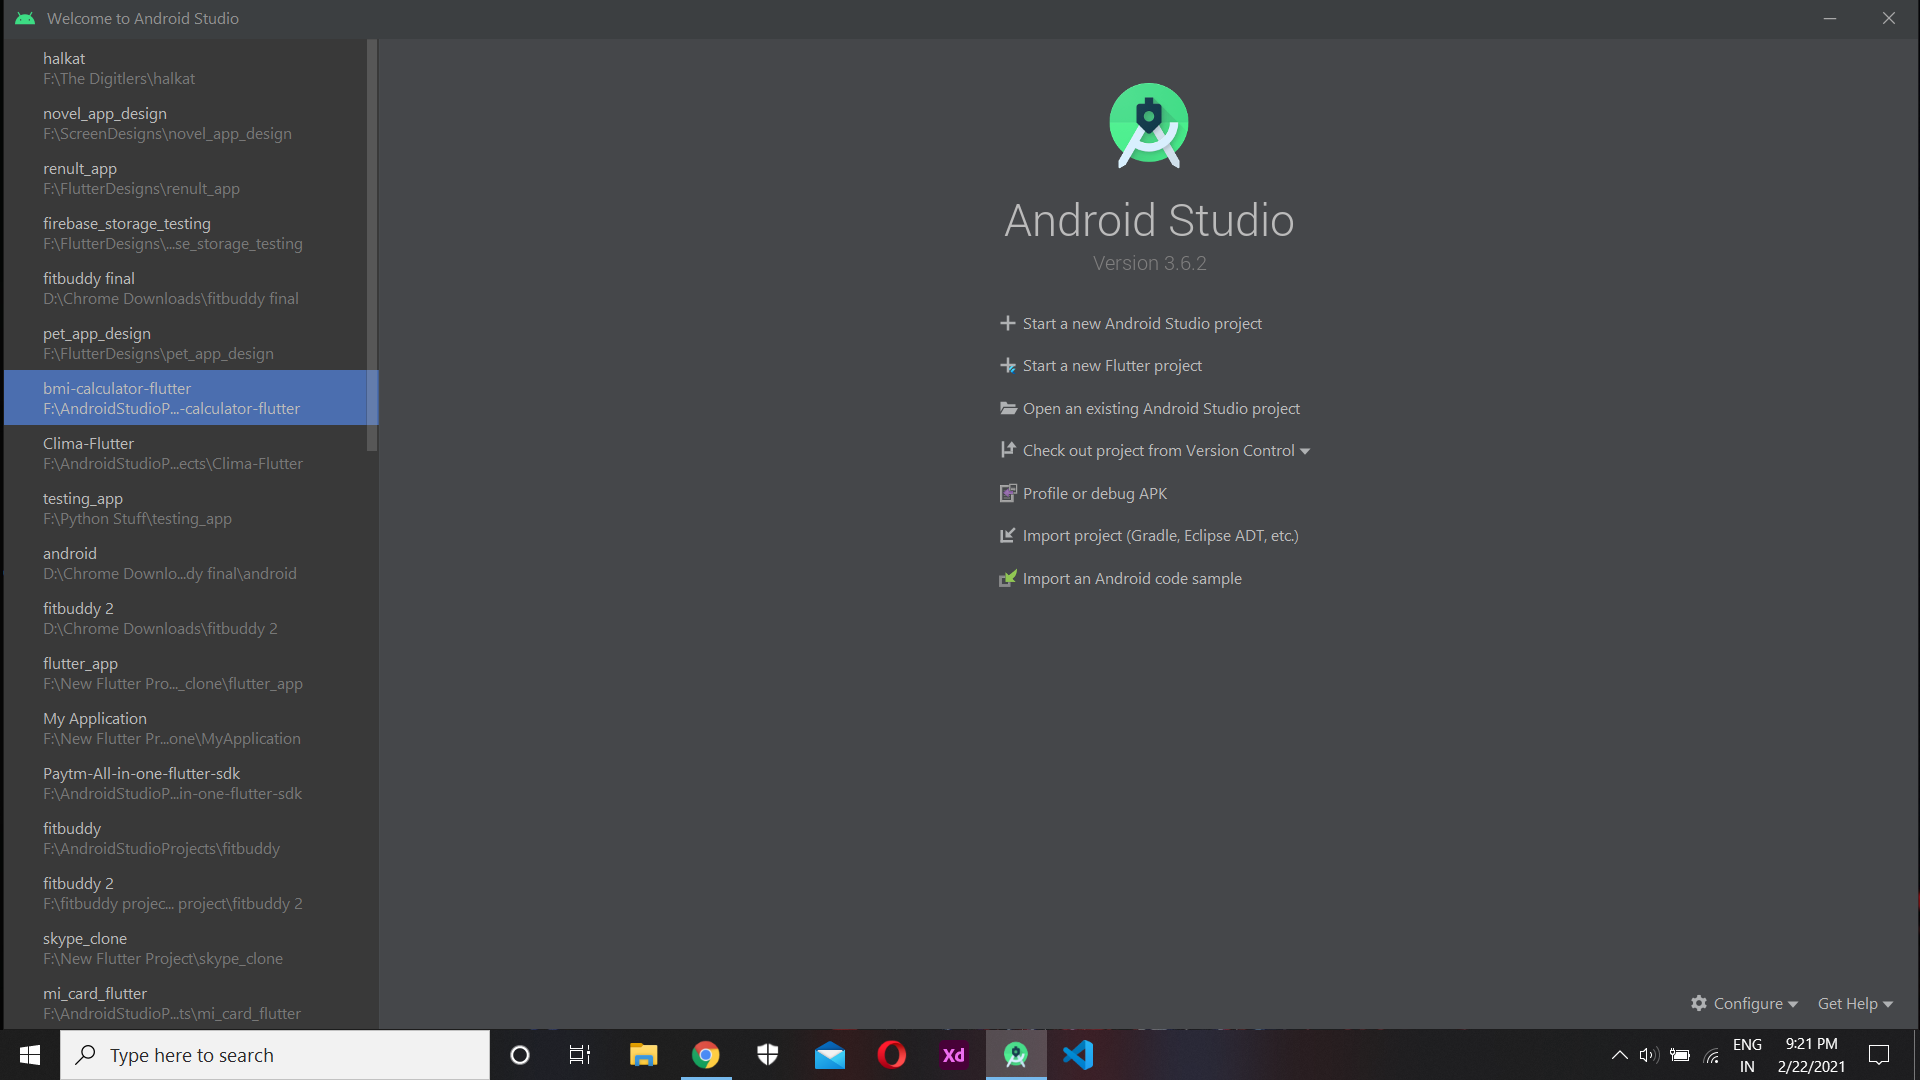 Welcome to Android Studio
halkat
F:\The Digitlers\halkat
novel_app_design
F:\ScreenDesigns\novel_app_design
renult_app
F:\FlutterDesigns\renult_app
firebase_storage_testing
F:\FlutterDesigns\...se_storage_testing
fitbuddy final
D:\Chrome Downloads\fitbuddy final
pet_app_design
F:\FlutterDesigns\pet_app_design
bmi-calculator-flutter
F:\AndroidStudioP...-calculator-flutter
Clima-Flutter
F:\AndroidStudioP...ects\Clima-Flutter
testing_app
F:\Python Stuff\testing_app
android
D:\Chrome Downlo...dy final\android
fitbuddy 2
D:\Chrome Downloads\fitbuddy 2
flutter_app
F:\New Flutter Pro..._clone\flutter_app
My Application
F:\New Flutter Pr...one\MyApplication
Paytm-All-in-one-flutter-sdk
F:\AndroidStudioP...in-one-flutter-sdk
fitbuddy
F:\AndroidStudioProjects\fitbuddy
fitbuddy 2
F:\fitbuddy projec... project\fitbuddy 2
skype_clone
F:\New Flutter Project\skype_clone
mi_card_flutter
F:\AndroidStudioP...ts\mi_card_flutter
Android Studio
Version 3.6.2
Start a new Android Studio project
Start a new Flutter project
Open an existing Android Studio project
Check out project from Version Control
Profile or debug APK
Import project (Gradle, Eclipse ADT, etc.)
Import an Android code sample
Configure
Get Help
Type here to search
Xd
ENG
IN
9:21 PM
2/22/2021